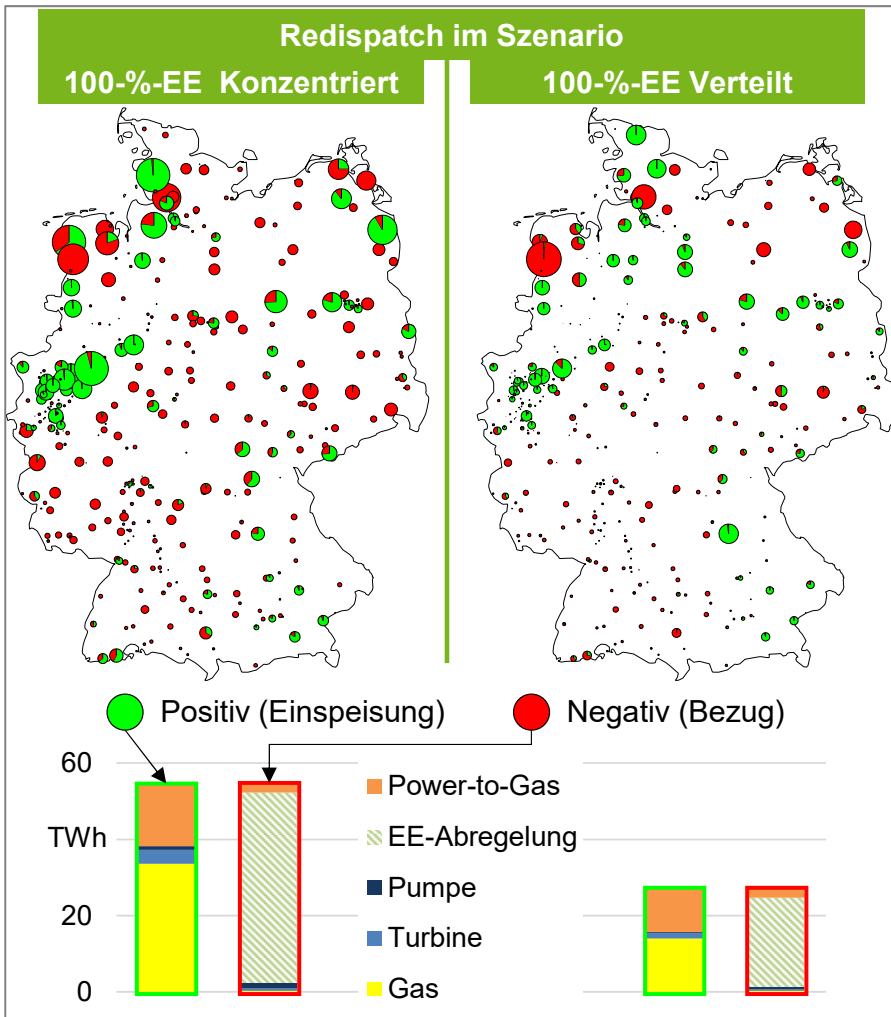 Redispatch im Szenario
100-%-EE Konzentriert
100-%-EE Verteilt
Positiv (Einspeisung)
Negativ (Bezug)
60
TWh
20
0
Power-to-Gas
EE-Abregelung
Pumpe
Turbine
Gas